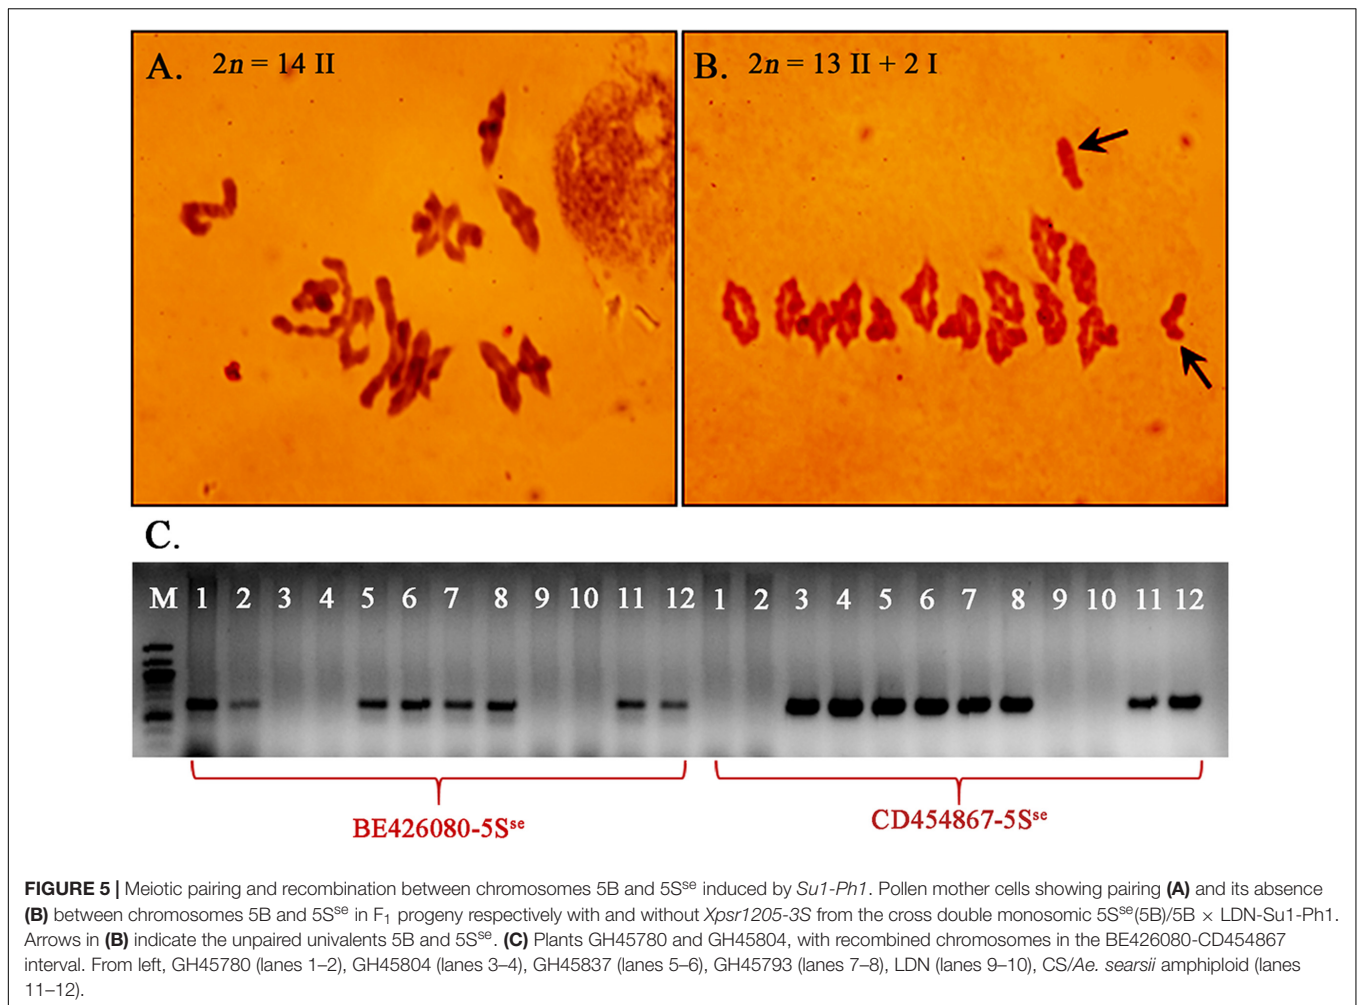 A. 2n = 14 II
B. 2n = 13 II + 2 I
C.
M 1 2 3 4 5 6 7 8 9 10 11 12 1 2 3 4 5 6 7 8 9 10 11 12
BE426080-5Sˢᵉ
CD454867-5Sˢᵉ
FIGURE 5 | Meiotic pairing and recombination between chromosomes 5B and 5Sˢᵉ induced by Su1-Ph1. Pollen mother cells showing pairing (A) and its absence
(B) between chromosomes 5B and 5Sˢᵉ in F₁ progeny respectively with and without Xpsr1205-3S from the cross double monosomic 5Sˢᵉ(5B)/5B × LDN-Su1-Ph1.
Arrows in (B) indicate the unpaired univalents 5B and 5Sˢᵉ. (C) Plants GH45780 and GH45804, with recombined chromosomes in the BE426080-CD454867
interval. From left, GH45780 (lanes 1–2), GH45804 (lanes 3–4), GH45837 (lanes 5–6), GH45793 (lanes 7–8), LDN (lanes 9–10), CS/Ae. searsii amphiploid (lanes
11–12).